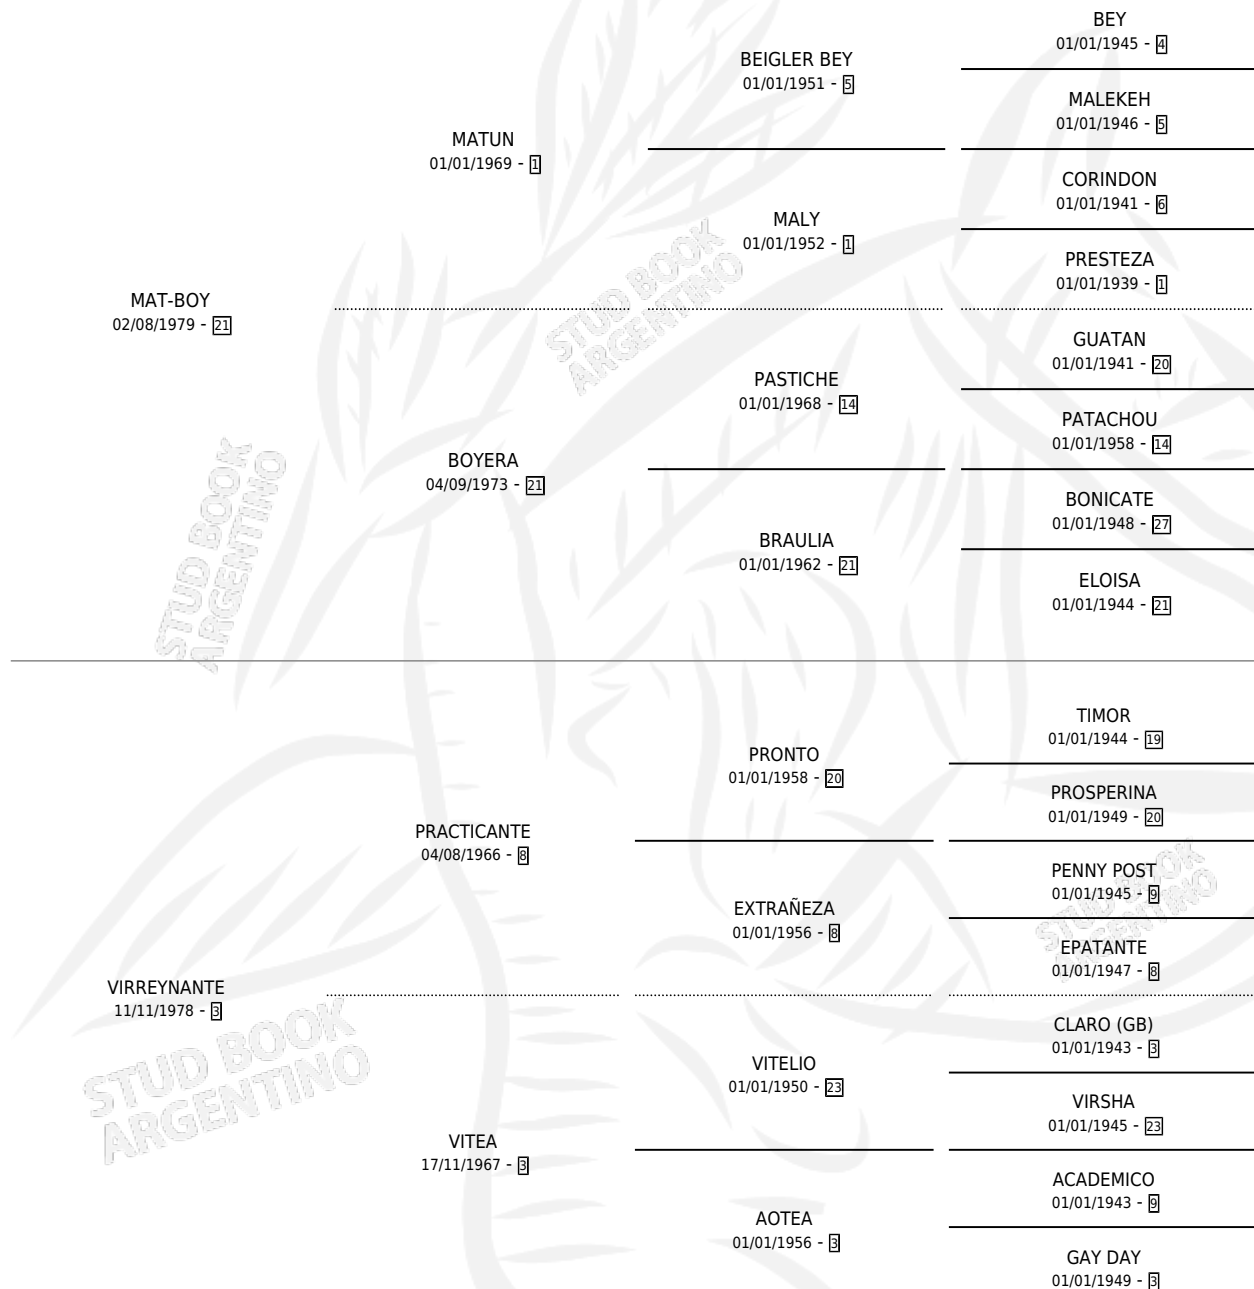 BEY
01/01/1945 - 4
BEIGLER BEY
01/01/1951 - 5
MALEKEH
01/01/1946 - 5
MATUN
01/01/1969 - 1
CORINDON
01/01/1941 - 6
MALY
01/01/1952 - 1
PRESTEZA
01/01/1939 - 1
MAT-BOY
02/08/1979 - 21
GUATAN
01/01/1941 - 20
PASTICHE
01/01/1968 - 14
PATACHOU
01/01/1958 - 14
BOYERA
04/09/1973 - 21
BONICATE
01/01/1948 - 27
BRAULIA
01/01/1962 - 21
ELOISA
01/01/1944 - 21
TIMOR
01/01/1944 - 19
PRONTO
01/01/1958 - 20
PROSPERINA
01/01/1949 - 20
PRACTICANTE
04/08/1966 - 8
PENNY POST
01/01/1945 - 9
EXTRAÑEZA
01/01/1956 - 8
EPATANTE
01/01/1947 - 8
VIRREYNANTE
11/11/1978 - 3
CLARO (GB)
01/01/1943 - 3
VITELIO
01/01/1950 - 23
VIRSHA
01/01/1945 - 23
VITEA
17/11/1967 - 3
ACADEMICO
01/01/1943 - 9
AOTEA
01/01/1956 - 3
GAY DAY
01/01/1949 - 3
STUD BOOK
ARGENTINO
STUD BOOK
ARGENTINO
STUD BOOK
ARGENTINO
STUD BOOK
ARGENTINO